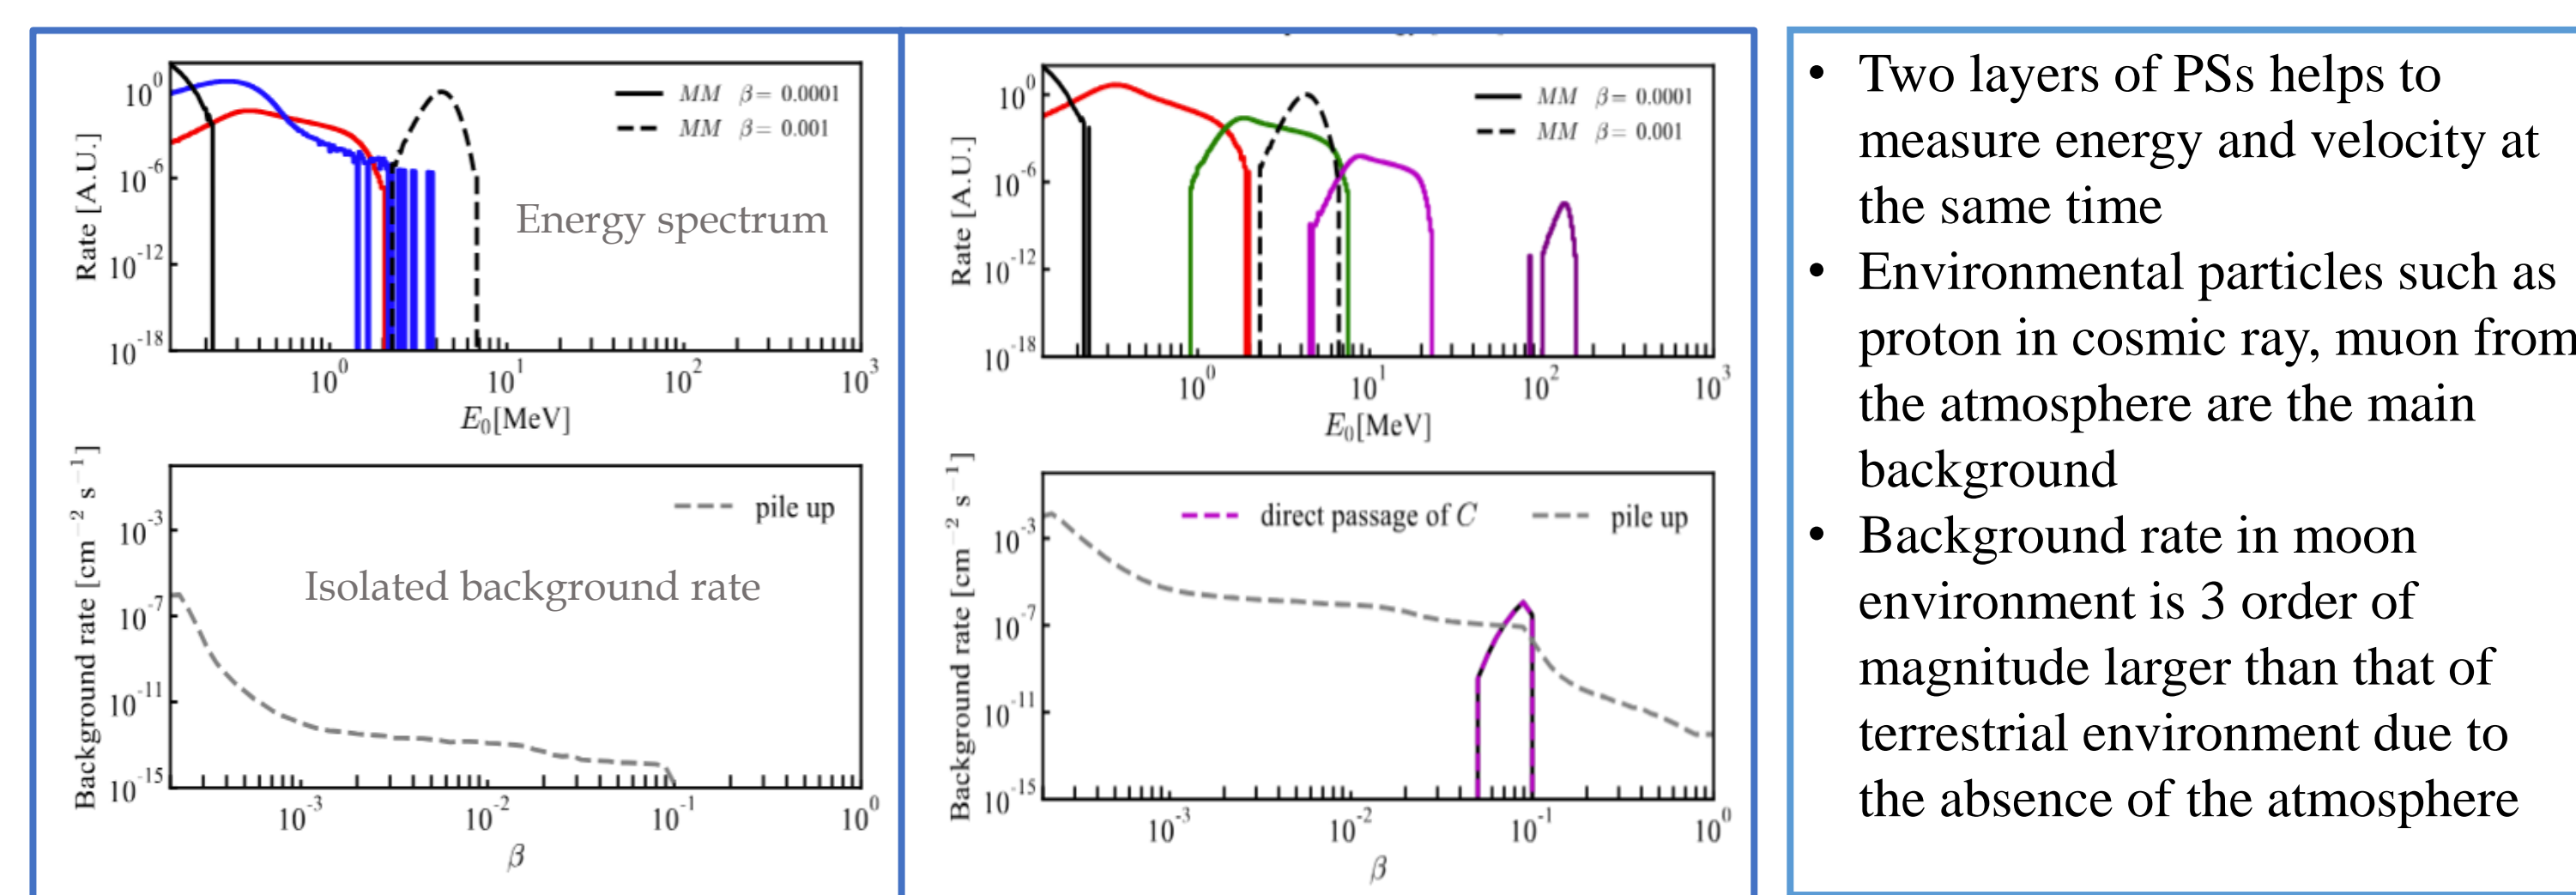 10^0
10^-6
10^-12
10^-18
Rate [A.U.]
MM β= 0.0001
MM β= 0.001
Energy spectrum
10^0 10^1 10^2 10^3
E_0[MeV]
10^-3
10^-7
10^-11
10^-15
Background rate [cm^-2 s^-1]
pile up
Isolated background rate
10^-3 10^-2 10^-1 10^0
β
10^0
10^-6
10^-12
10^-18
Rate [A.U.]
MM β= 0.0001
MM β= 0.001
10^0 10^1 10^2 10^3
E_0[MeV]
10^-3
10^-7
10^-11
10^-15
Background rate [cm^-2 s^-1]
direct passage of C pile up
10^-3 10^-2 10^-1 10^0
β
• Two layers of PSs helps to
measure energy and velocity at
the same time
• Environmental particles such as
proton in cosmic ray, muon from
the atmosphere are the main
background
• Background rate in moon
environment is 3 order of
magnitude larger than that of
terrestrial environment due to
the absence of the atmosphere